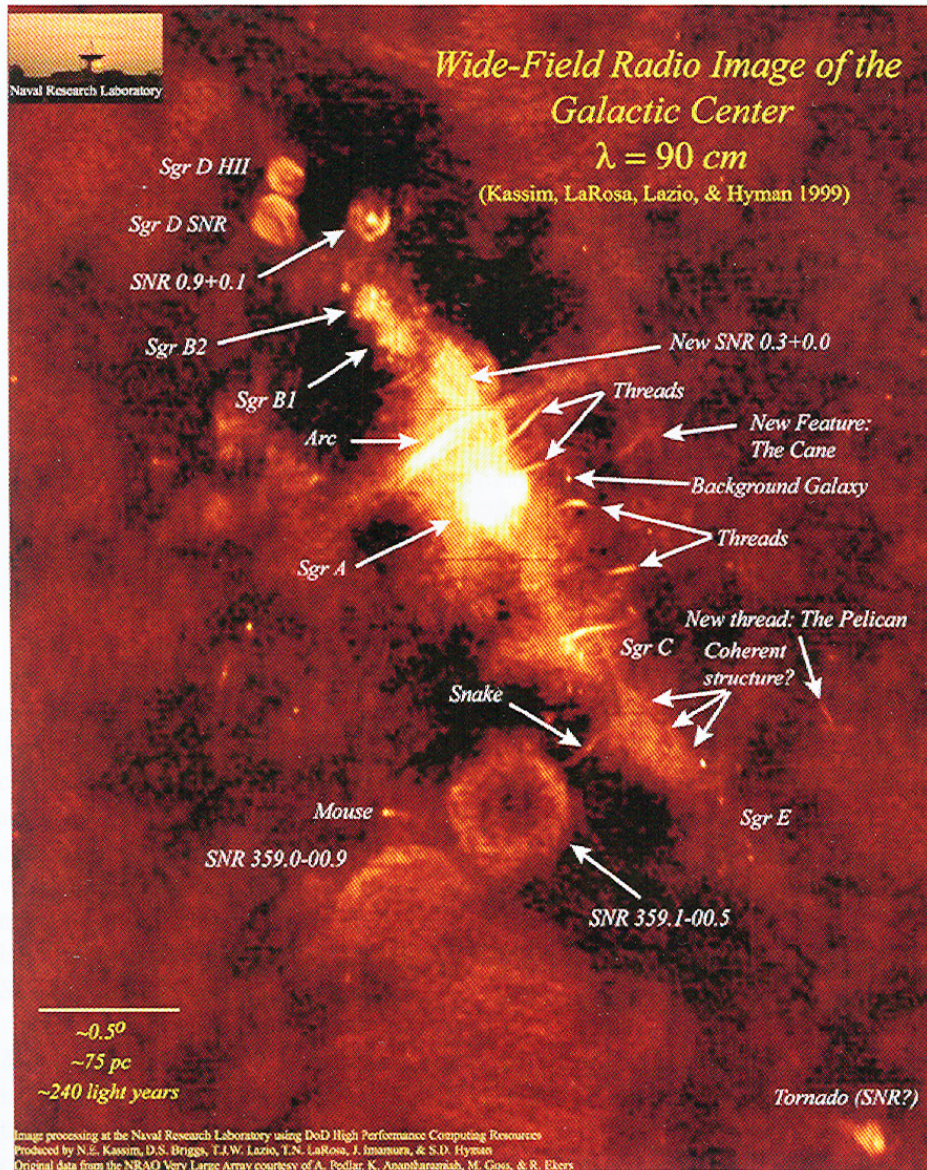 Naval Research Laboratory
Wide-Field Radio Image of the
Galactic Center
λ = 90 cm
(Kassim, LaRosa, Lazio, & Hyman 1999)
Sgr D HII
Sgr D SNR
SNR 0.9+0.1
Sgr B2
Sgr B1
New SNR 0.3+0.0
Threads
New Feature:
The Cane
Arc
Background Galaxy
Sgr A
Threads
New thread: The Pelican
Sgr C
Coherent
structure?
Snake
Mouse
Sgr E
SNR 359.0-00.9
SNR 359.1-00.5
~0.5º
~75 pc
~240 light years
Tornado (SNR?)
Image processing at the Naval Research Laboratory using DoD High Performance Computing Resources
Produced by N.E. Kassim, D.S. Briggs, T.J.W. Lazio, T.N. LaRosa, J. Imamura, & S.D. Hyman
Original data from the NRAO Very Large Array courtesy of A. Pedlar, K. Anantharamiah, M. Goss, & R. Ekers